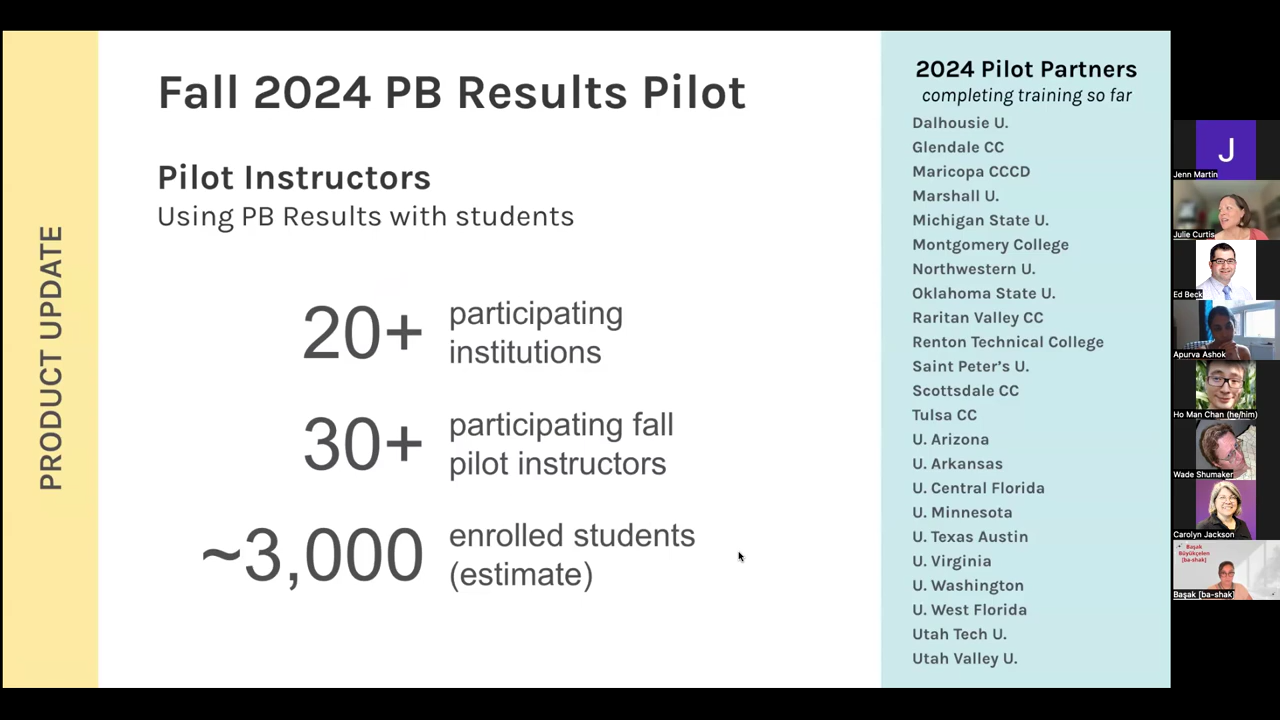 PRODUCT UPDATE
Fall 2024 PB Results Pilot
Pilot Instructors
Using PB Results with students
20+
participating
institutions
30+
participating fall
pilot instructors
~3,000
enrolled students
(estimate)
2024 Pilot Partners
completing training so far
Dalhousie U.
Glendale CC
Maricopa CCCD
Marshall U.
Michigan State U.
Montgomery College
Northwestern U.
Oklahoma State U.
Raritan Valley CC
Renton Technical College
Saint Peter's U.
Scottsdale CC
Tulsa CC
U. Arizona
U. Arkansas
U. Central Florida
U. Minnesota
U. Texas Austin
U. Virginia
U. Washington
U. West Florida
Utah Tech U.
Utah Valley U.
J
Jenn Martin
Julie Curtis
Ed Beck
Apurva Ashok
Ho Man Chan (he/him)
Wade Shumaker
Carolyn Jackson
Başak
Büyükçelen
[ba-shak]
Başak [ba-shak]